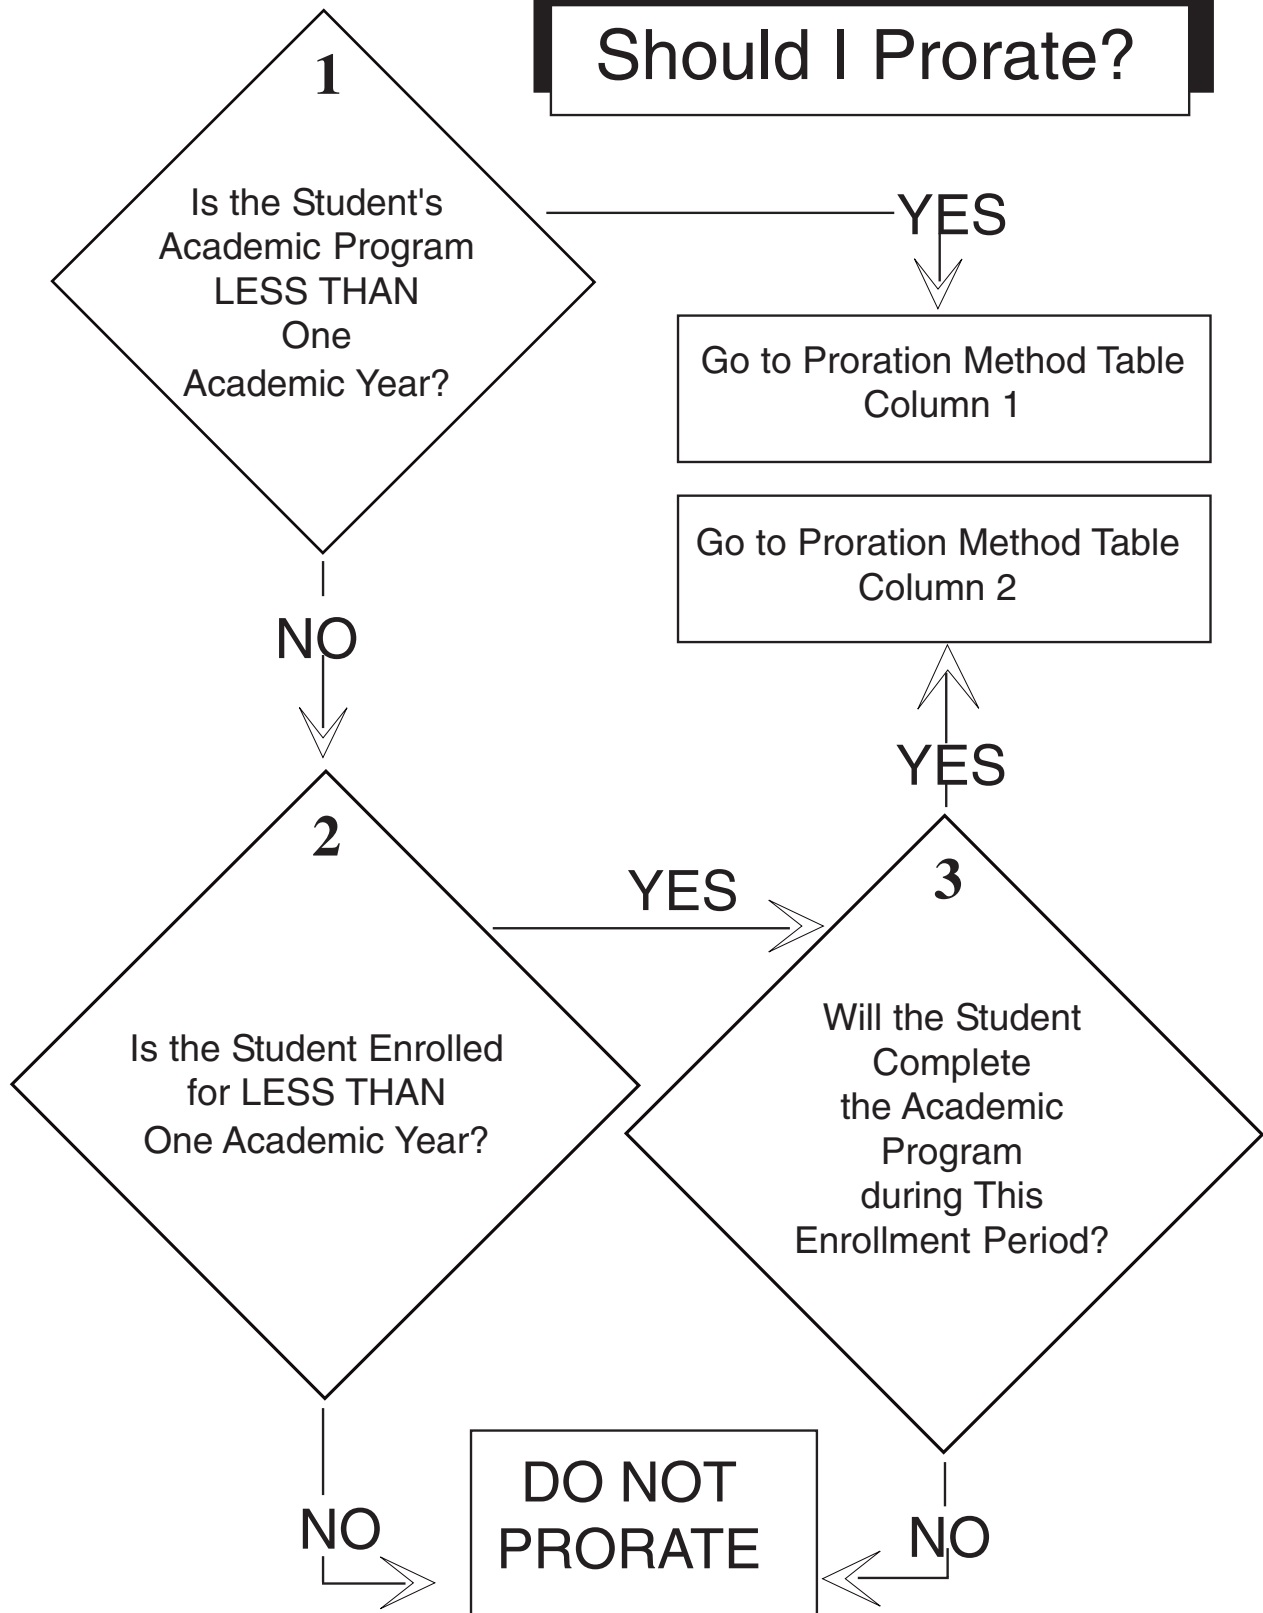 Should I Prorate?
1
Is the Student's
Academic Program
LESS THAN
One
Academic Year?
YES
Go to Proration Method Table
Column 1
Go to Proration Method Table
Column 2
NO
YES
2
YES
3
Is the Student Enrolled
for LESS THAN
One Academic Year?
Will the Student
Complete
the Academic
Program
during This
Enrollment Period?
NO
DO NOT
PRORATE
NO